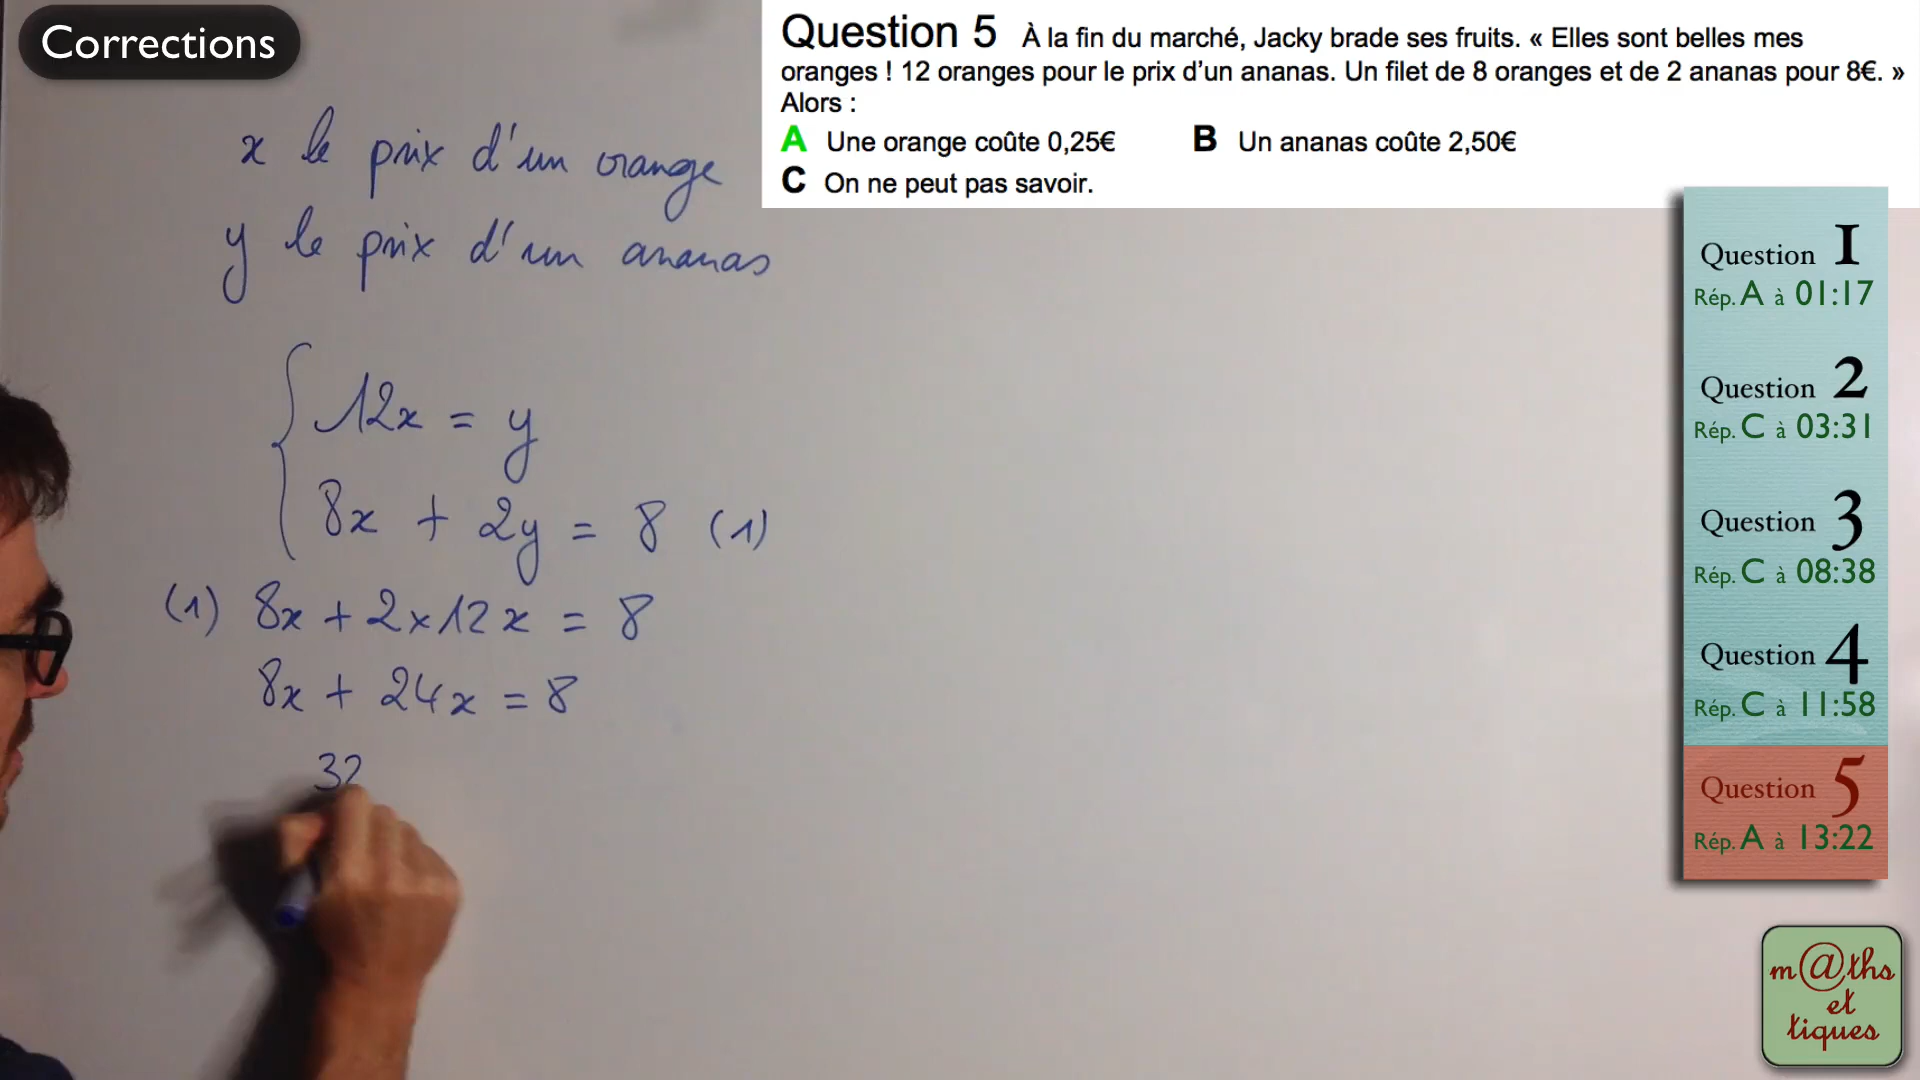 Corrections
Question 5 À la fin du marché, Jacky brade ses fruits. « Elles sont belles mes
oranges ! 12 oranges pour le prix d’un ananas. Un filet de 8 oranges et de 2 ananas pour 8€. »
Alors :
A Une orange coûte 0,25€ B Un ananas coûte 2,50€
C On ne peut pas savoir.
x le prix d'un orange
y le prix d'un ananas
12x = y
8x + 2y = 8 (1)
(1) 8x + 2x12x = 8
8x + 24x = 8
32
Question 1
Rép. A à 01:17
Question 2
Rép. C à 03:31
Question 3
Rép. C à 08:38
Question 4
Rép. C à 11:58
Question 5
Rép. A à 13:22
m@ths
et
tiques